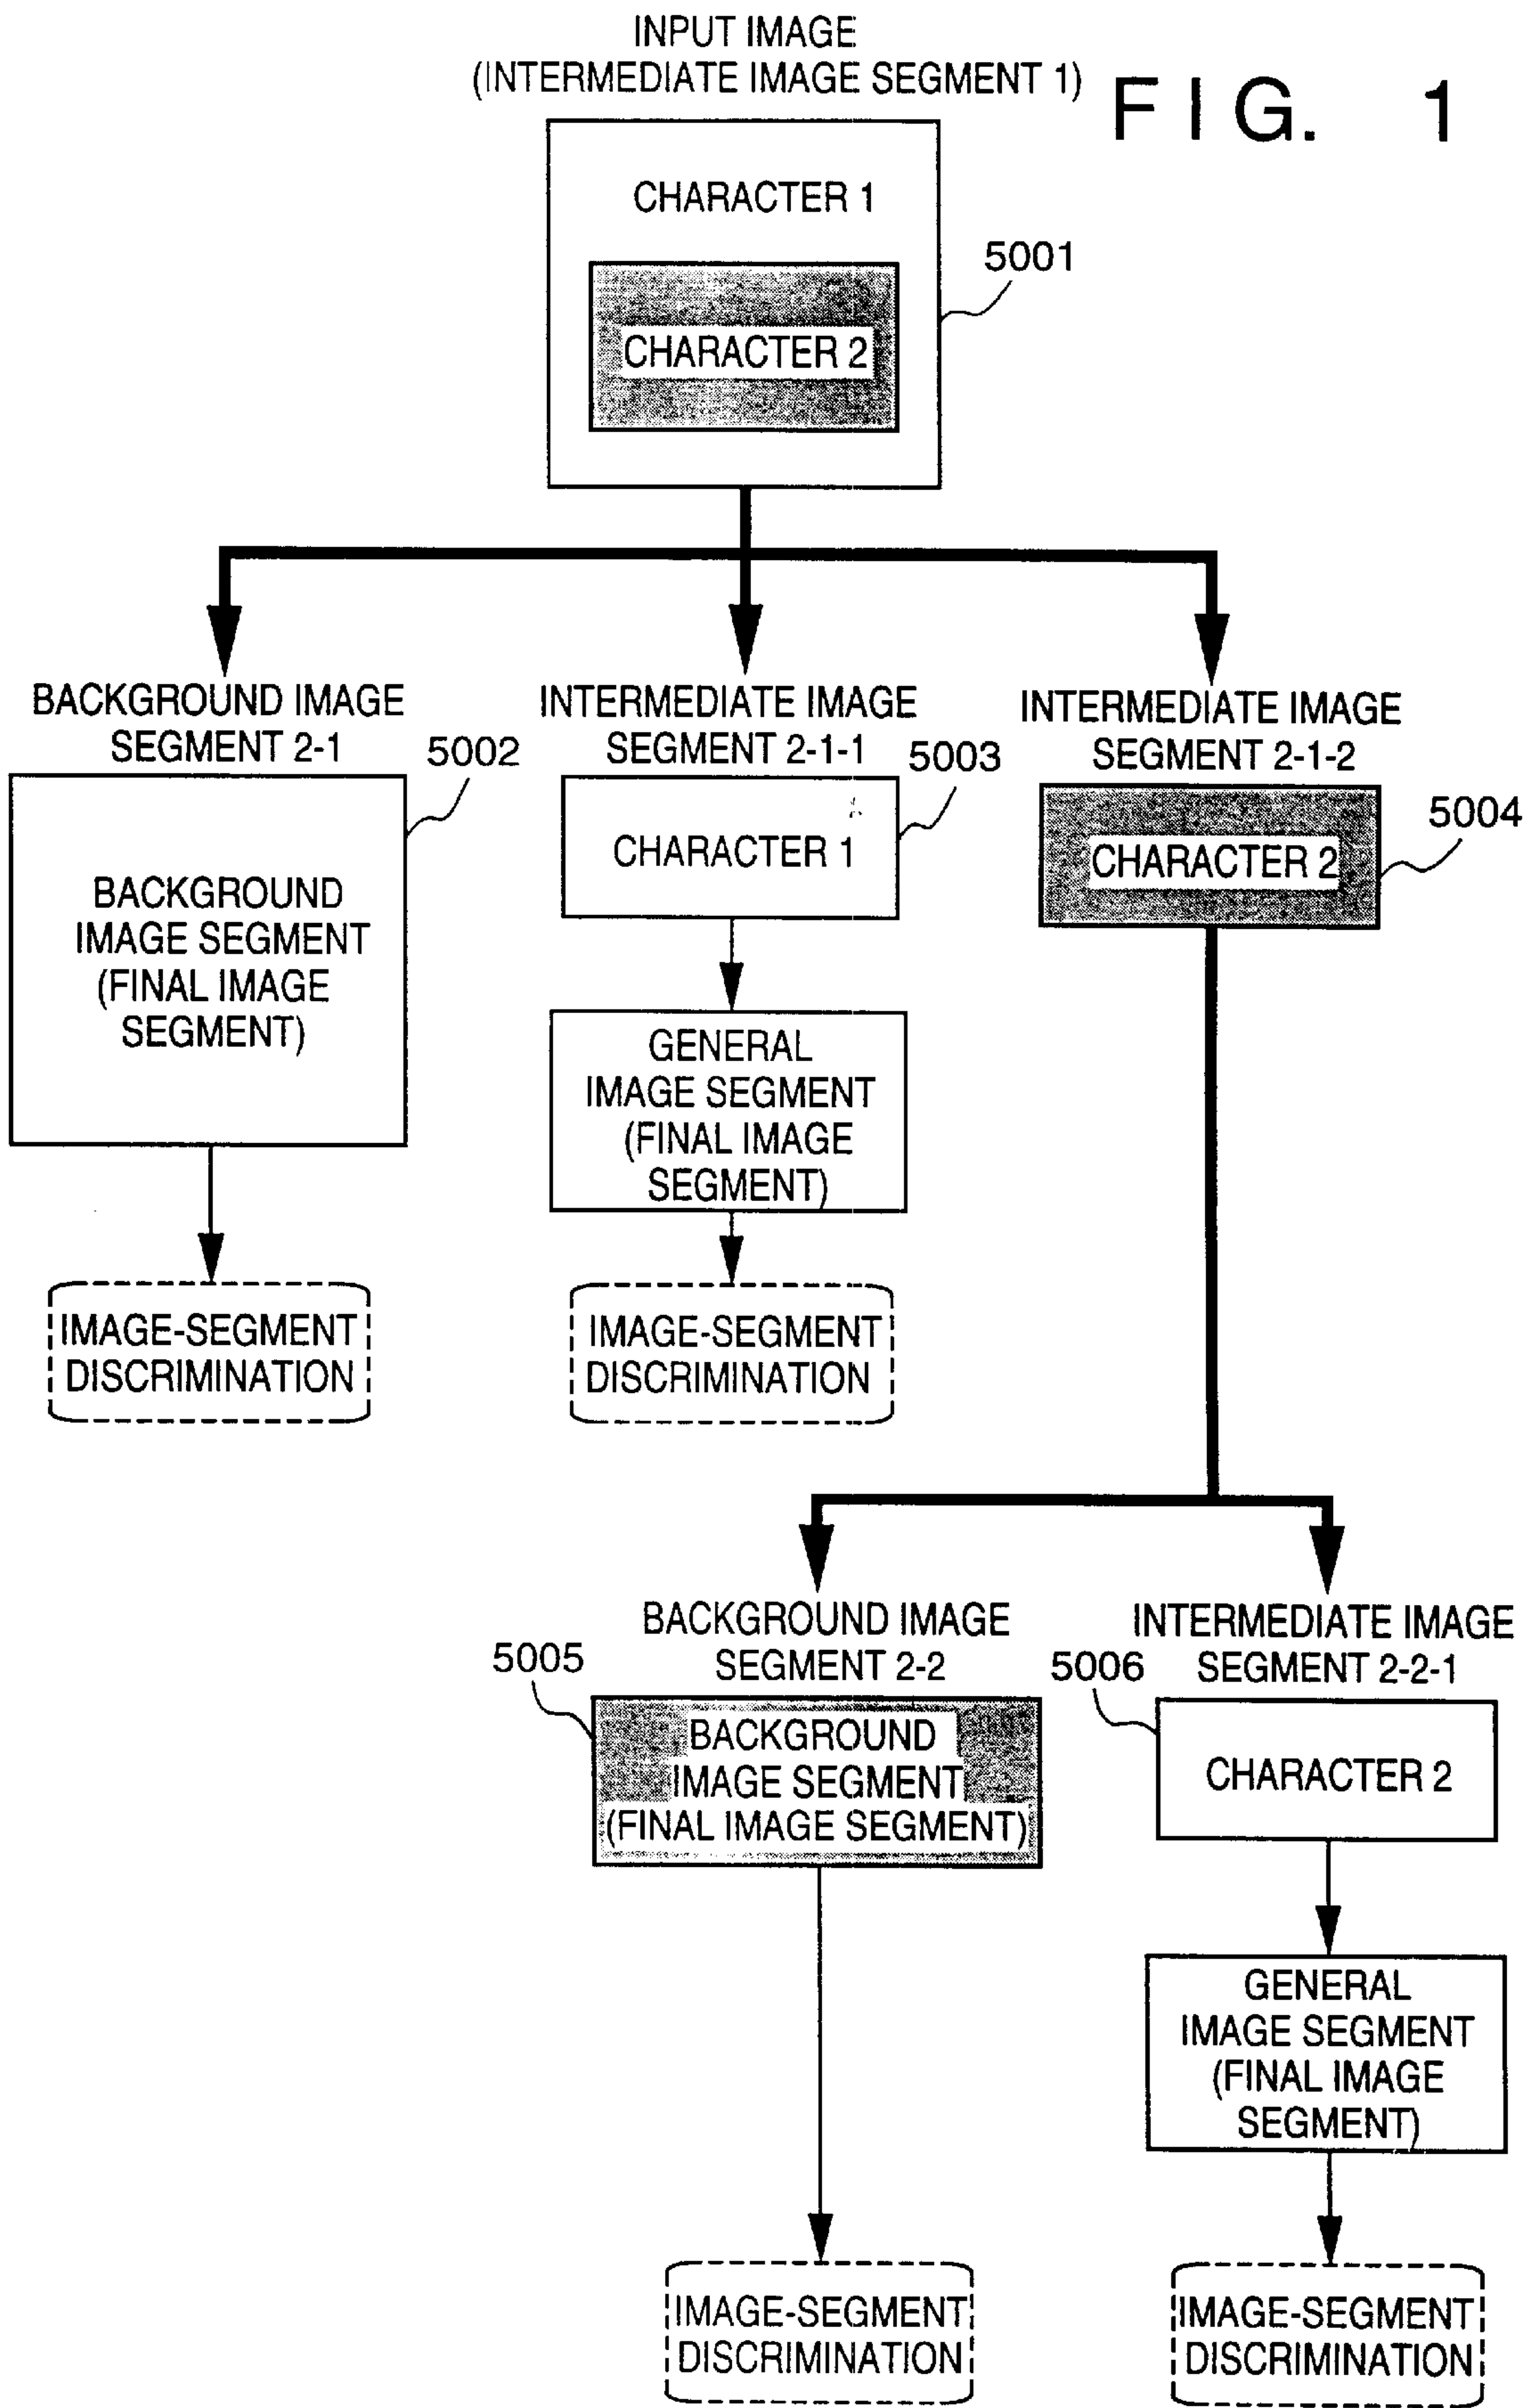 INPUT IMAGE
(INTERMEDIATE IMAGE SEGMENT 1)
FIG. 1
CHARACTER 1
5001
CHARACTER 2
BACKGROUND IMAGE
SEGMENT 2-1
5002
INTERMEDIATE IMAGE
SEGMENT 2-1-1
5003
INTERMEDIATE IMAGE
SEGMENT 2-1-2
5004
BACKGROUND
IMAGE SEGMENT
(FINAL IMAGE
SEGMENT)
CHARACTER 1
CHARACTER 2
GENERAL
IMAGE SEGMENT
(FINAL IMAGE
SEGMENT)
IMAGE-SEGMENT
DISCRIMINATION
IMAGE-SEGMENT
DISCRIMINATION
BACKGROUND IMAGE
SEGMENT 2-2
5005
INTERMEDIATE IMAGE
SEGMENT 2-2-1
5006
BACKGROUND
IMAGE SEGMENT
(FINAL IMAGE SEGMENT)
CHARACTER 2
GENERAL
IMAGE SEGMENT
(FINAL IMAGE
SEGMENT)
IMAGE-SEGMENT
DISCRIMINATION
IMAGE-SEGMENT
DISCRIMINATION